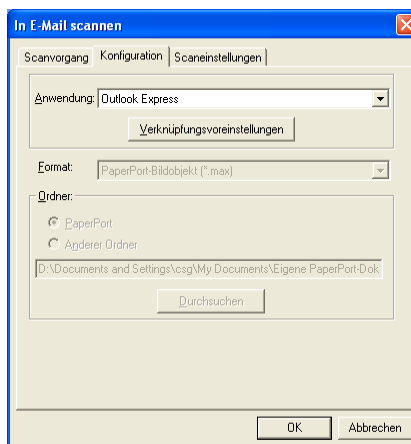 In E-Mail scannen
Scanvorgang Konfiguration Scaneinstellungen
Anwendung: Outlook Express
Verknüpfungsvoreinstellungen
Format: PaperPort-Bildobjekt (*.max)
Ordner:
PaperPort
Anderer Ordner
D:\Documents and Settings\csg\My Documents\Eigene PaperPort-Dok
Durchsuchen
OK Abbrechen